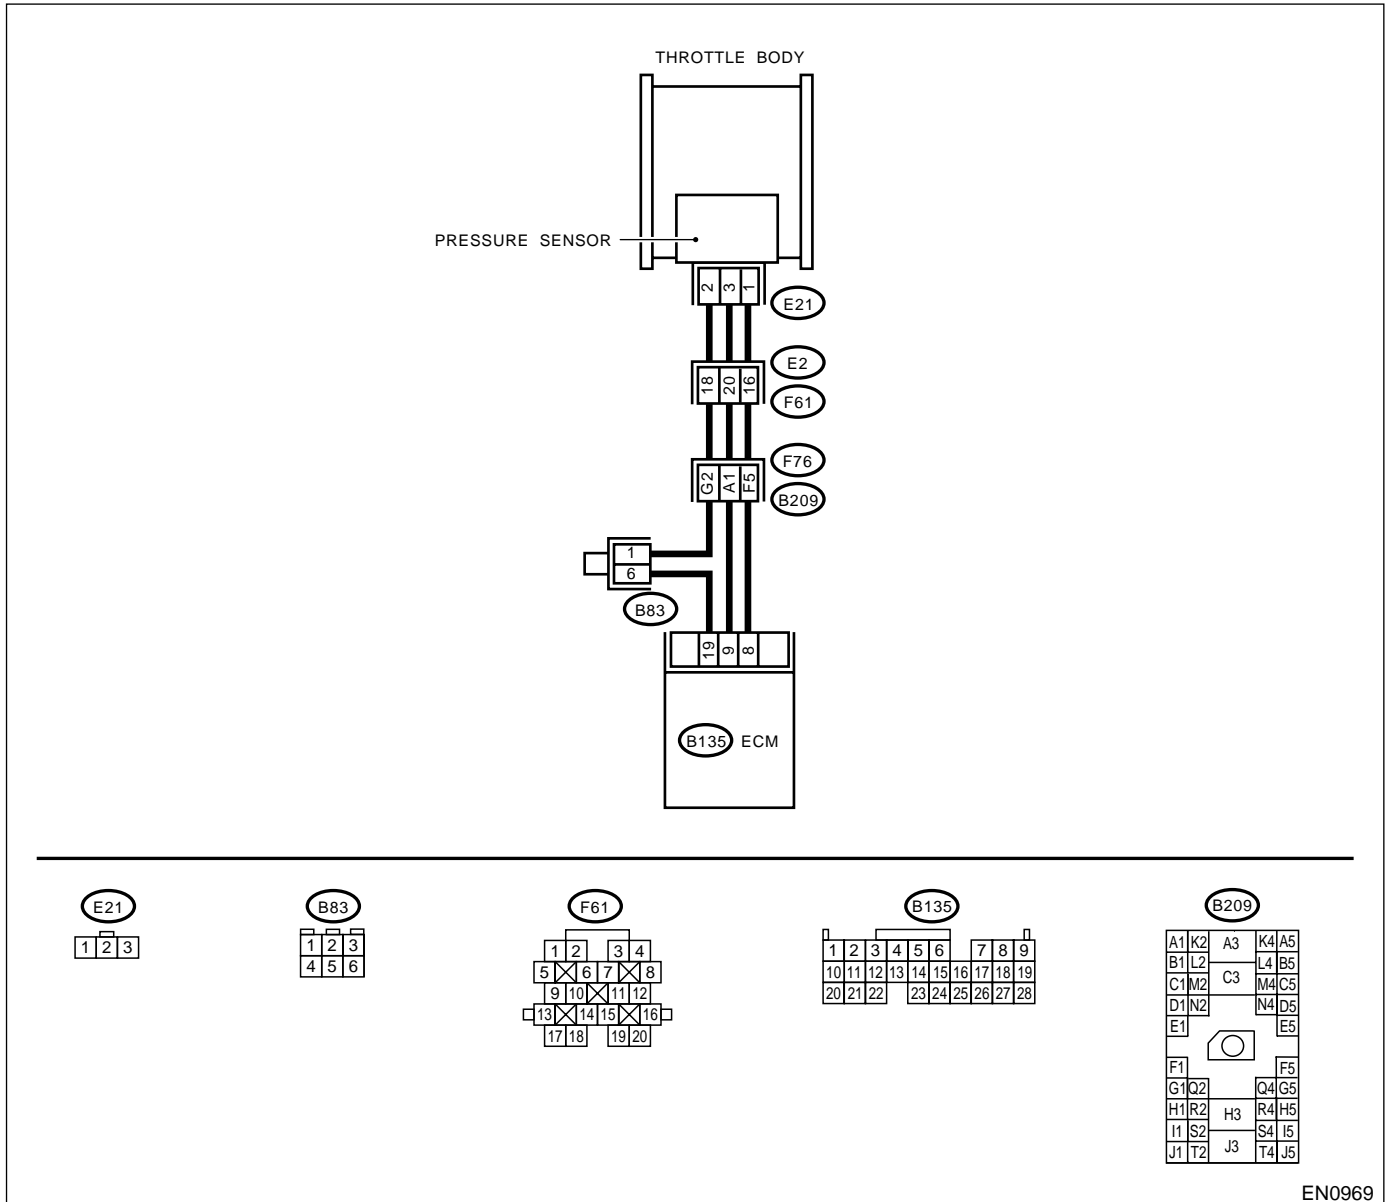 THROTTLE BODY
PRESSURE SENSOR
2 3 1
E21
E2
18 20 16
F61
F76
G2 A1 F5
B209
1
6
B83
19 9 8
B135 ECM
E21
1 2 3
B83
1 2 3
4 5 6
F61
1 2 3 4
5 6 7 8
9 10 11 12
13 14 15 16
17 18 19 20
B135
1 2 3 4 5 6 7 8 9
10 11 12 13 14 15 16 17 18 19
20 21 22 23 24 25 26 27 28
B209
A1 K2 A3 K4 A5
B1 L2 L4 B5
C1 M2 C3 M4 C5
D1 N2 N4 D5
E1 E5
F1 F5
G1 Q2 Q4 G5
H1 R2 H3 R4 H5
I1 S2 S4 I5
J1 T2 J3 T4 J5
EN0969